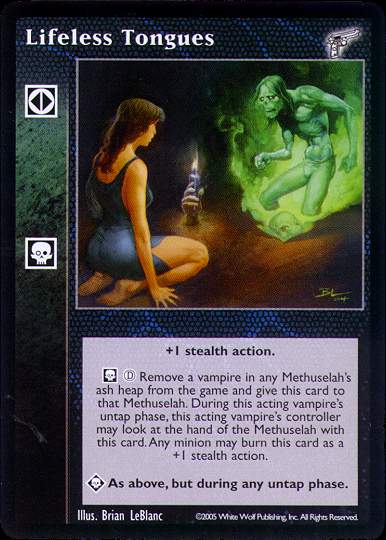 Lifeless Tongues
+1 stealth action.
Ⓓ Remove a vampire in any Methuselah's
ash heap from the game and give this card to
that Methuselah. During this acting vampire's
untap phase, this acting vampire's controller
may look at the hand of the Methuselah with
this card. Any minion may burn this card as a
+1 stealth action.
As above, but during any untap phase.
Illus. Brian LeBlanc ©2005 White Wolf Publishing, Inc. All Rights Reserved.